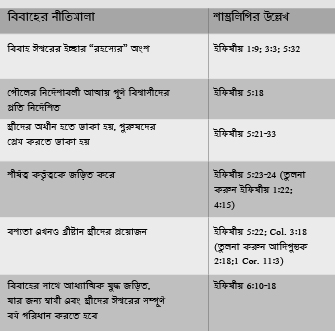 বিবাহের নীতিমালা
শাস্ত্রলিপির উল্লেখ
বিবাহ ঈশ্বরের ইচ্ছার “রহস্যের” অংশ
ইফিষীয় 1:9; 3:3; 5:32
পৌলের নির্দেশাবলী আত্মায় পূর্ণ বিশ্বাসীদের
প্রতি নির্দেশিত
ইফিষীয় 5:18
স্ত্রীদের অধীন হতে ডাকা হয়, পুরুষদের
প্রেম করতে ডাকা হয়
ইফিষীয় 5:21-33
শীর্ষত্ব কর্তৃত্বকে জড়িত করে
ইফিষীয় 5:23-24 (তুলনা
করুন ইফিষীয় 1:22;
4:15)
বশ্যতা এখনও খ্রীষ্টান স্ত্রীদের প্রয়োজন
ইফিষীয় 5:22; Col. 3:18
(তুলনা করুন আদিপুস্তক
2:18;1 Cor. 11:3)
বিবাহের সাথে আধ্যাত্মিক যুদ্ধ জড়িত,
যার জন্য স্বামী এবং স্ত্রীদের ঈশ্বরের সম্পূর্ণ
বর্ম পরিধান করতে হবে
ইফিষীয় 6:10-18